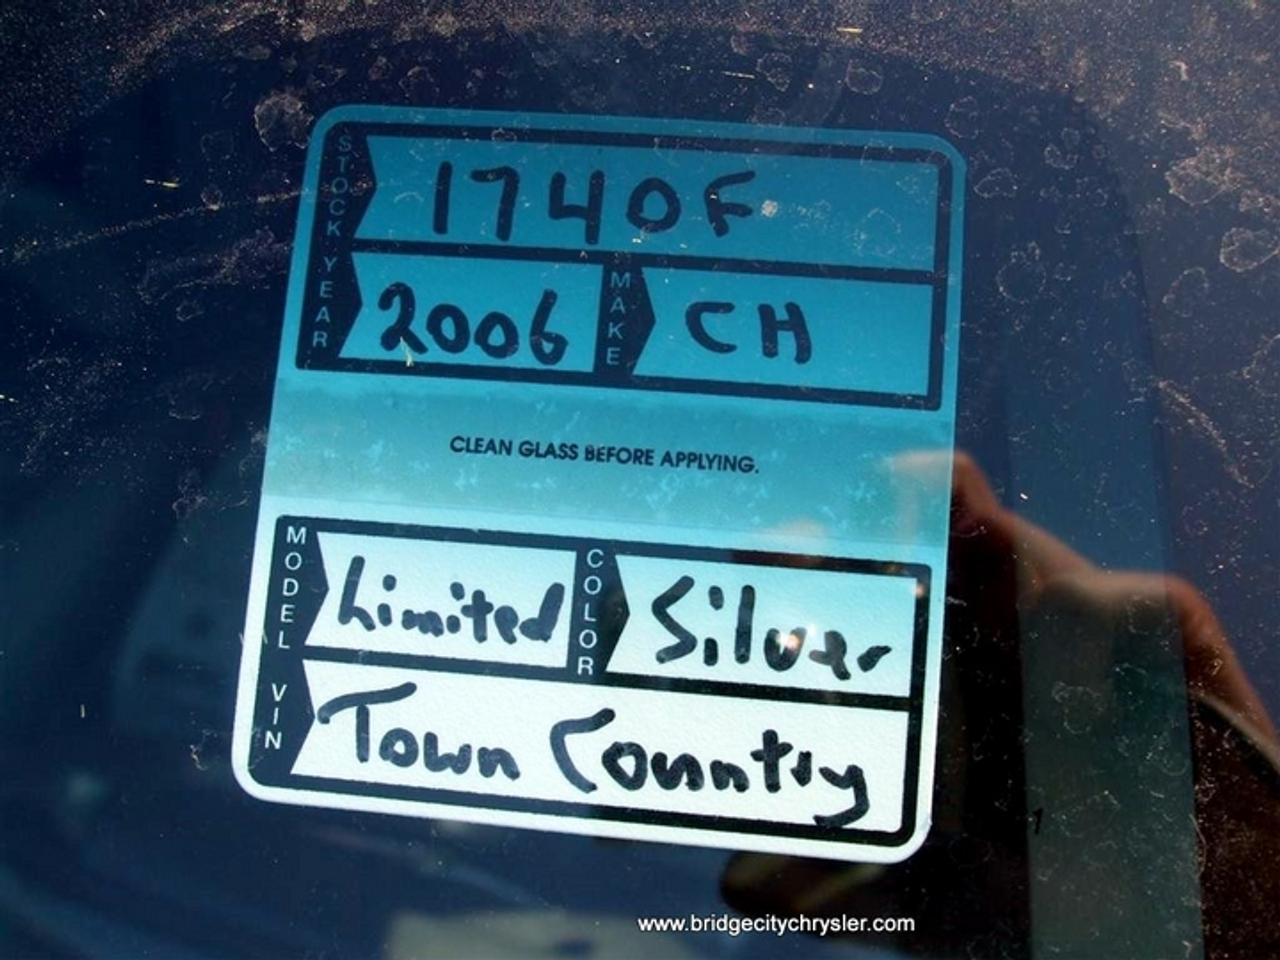 STOCK 1740F
YEAR 2006 MAKE CH
CLEAN GLASS BEFORE APPLYING.
MODEL Limited COLOR Silver
VIN Town Country
www.bridgecitychrysler.com